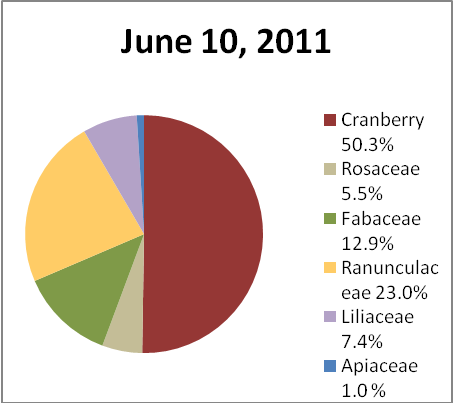 June 10, 2011
Cranberry
50.3%
Rosaceae
5.5%
Fabaceae
12.9%
Ranunculac
eae 23.0%
Liliaceae
7.4%
Apiaceae
1.0 %